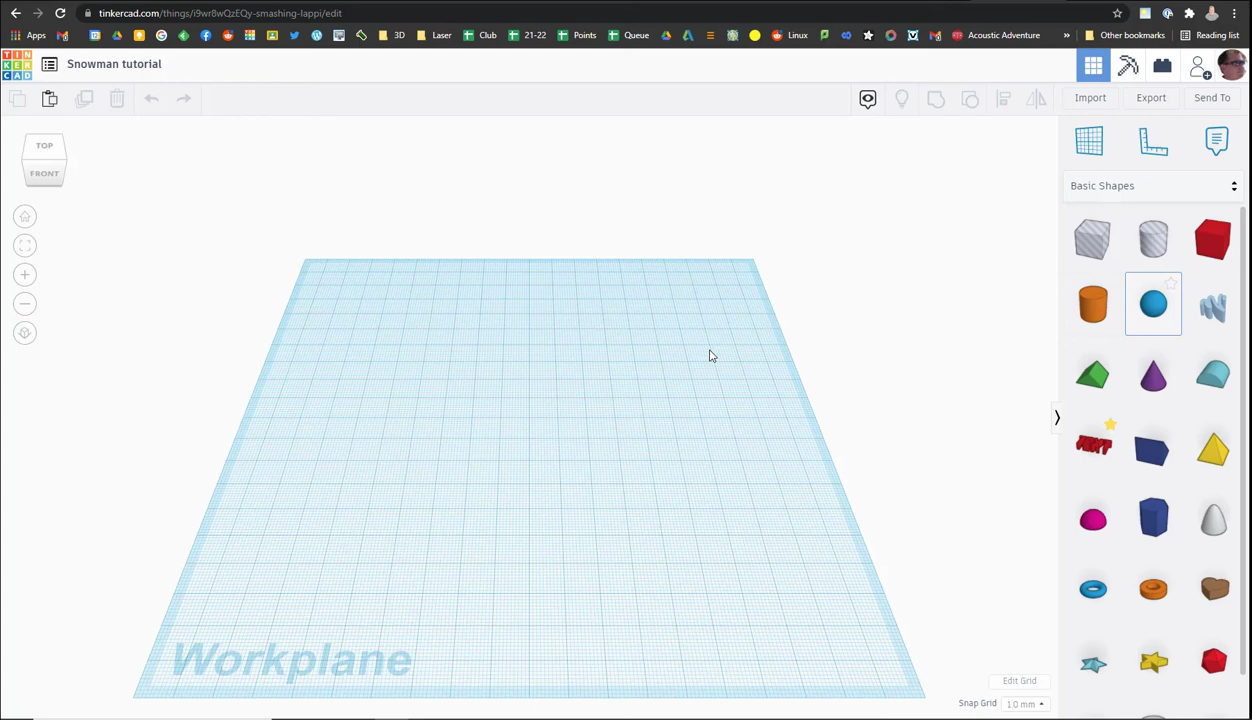 tinkercad.com/things/i9wr8wQzEQy-smashing-lappi/edit
Apps
3D
Laser
Club
21-22
Points
Queue
Linux
Acoustic Adventure
»
Other bookmarks
Reading list
TIN
KER
CAD
Snowman tutorial
Import
Export
Send To
TOP
FRONT
Basic Shapes
TEXT
Workplane
Edit Grid
Snap Grid
1.0 mm